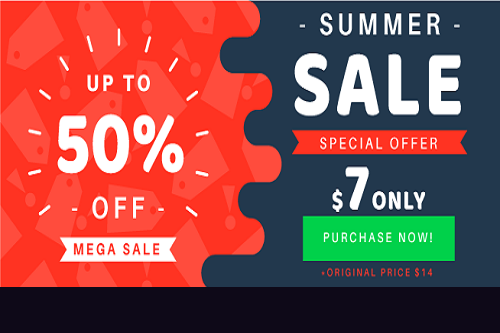 UP TO
50%
- OFF -
MEGA SALE
- SUMMER -
SALE
SPECIAL OFFER
$7 ONLY
PURCHASE NOW!
*ORIGINAL PRICE $14